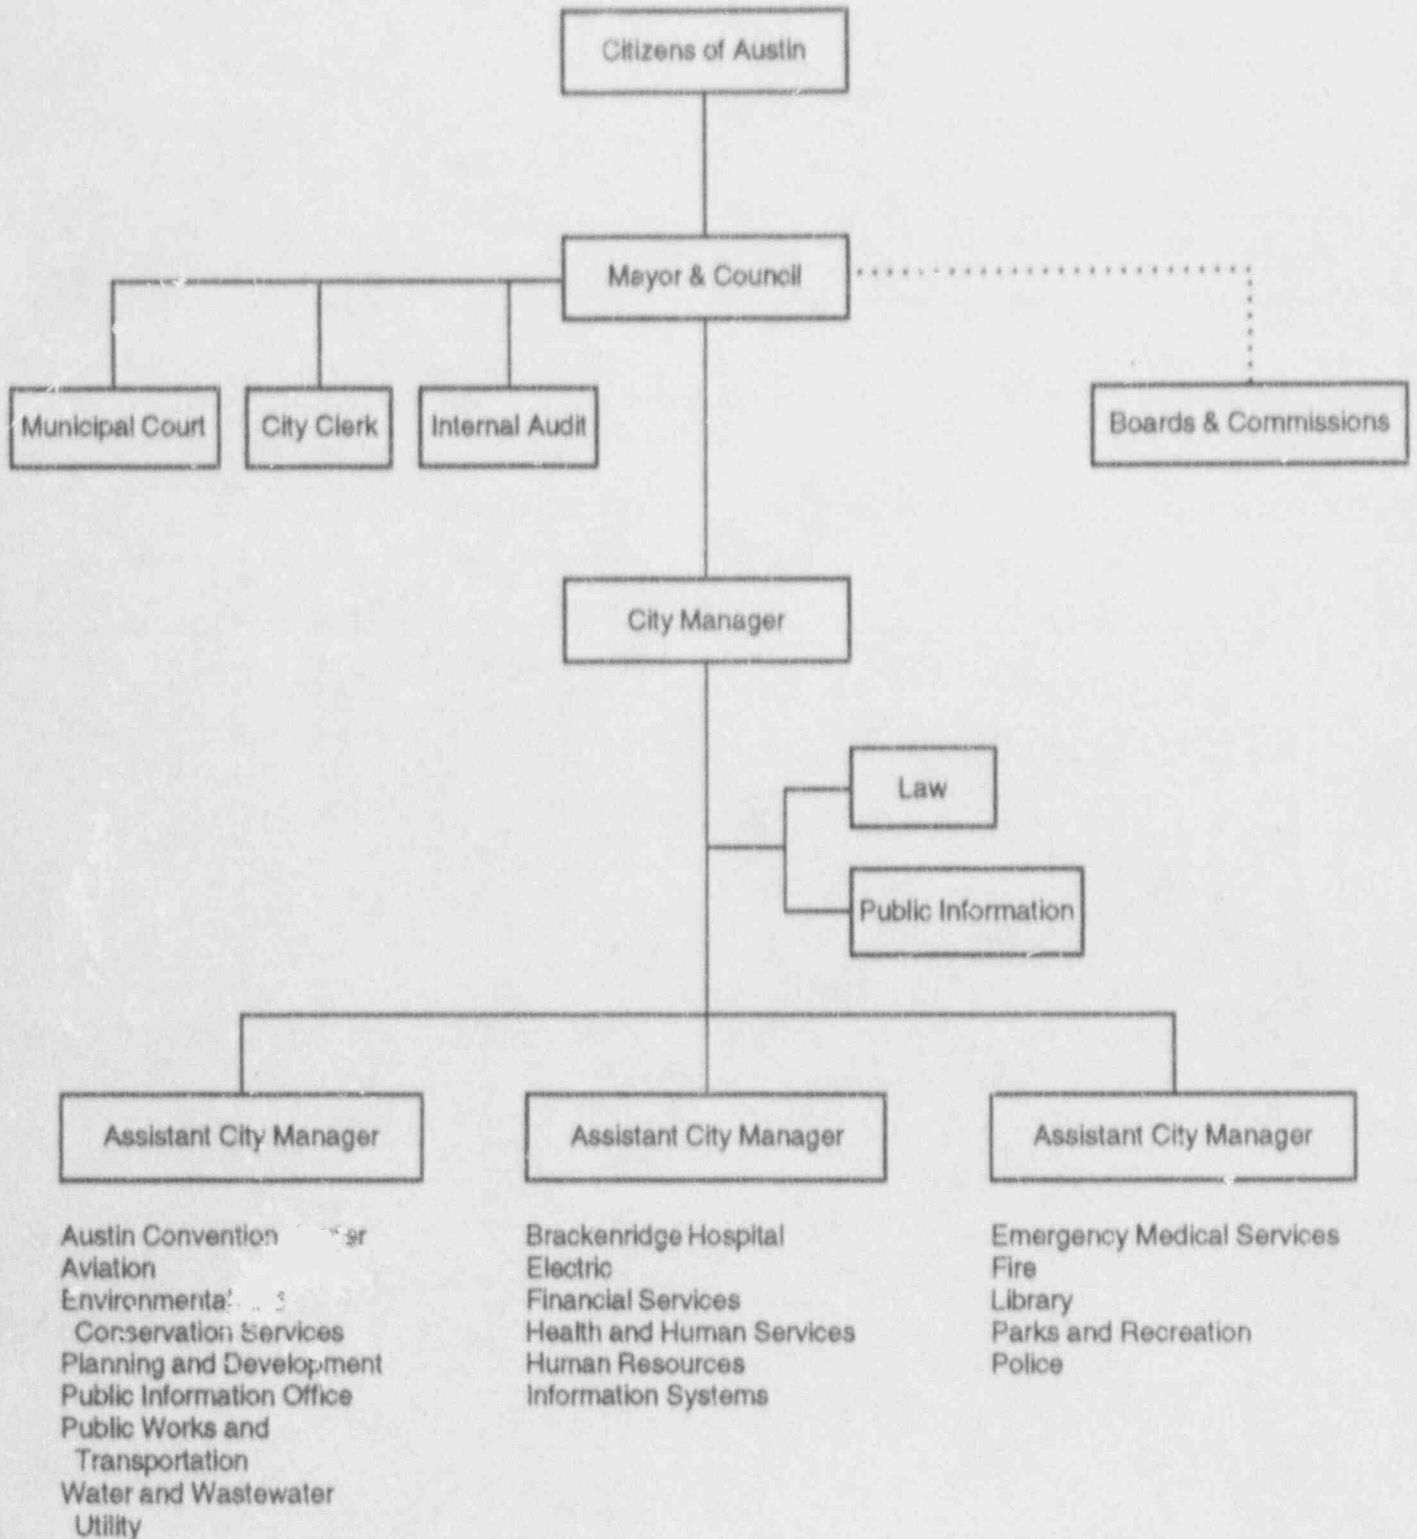 Citizens of Austin
Mayor & Council
Municipal Court
City Clerk
Internal Audit
Boards & Commissions
City Manager
Law
Public Information
Assistant City Manager
Assistant City Manager
Assistant City Manager
Austin Convention
Aviation
Environmental
Conservation Services
Planning and Development
Public Information Office
Public Works and
Transportation
Water and Wastewater
Utility
Brackenridge Hospital
Electric
Financial Services
Health and Human Services
Human Resources
Information Systems
Emergency Medical Services
Fire
Library
Parks and Recreation
Police